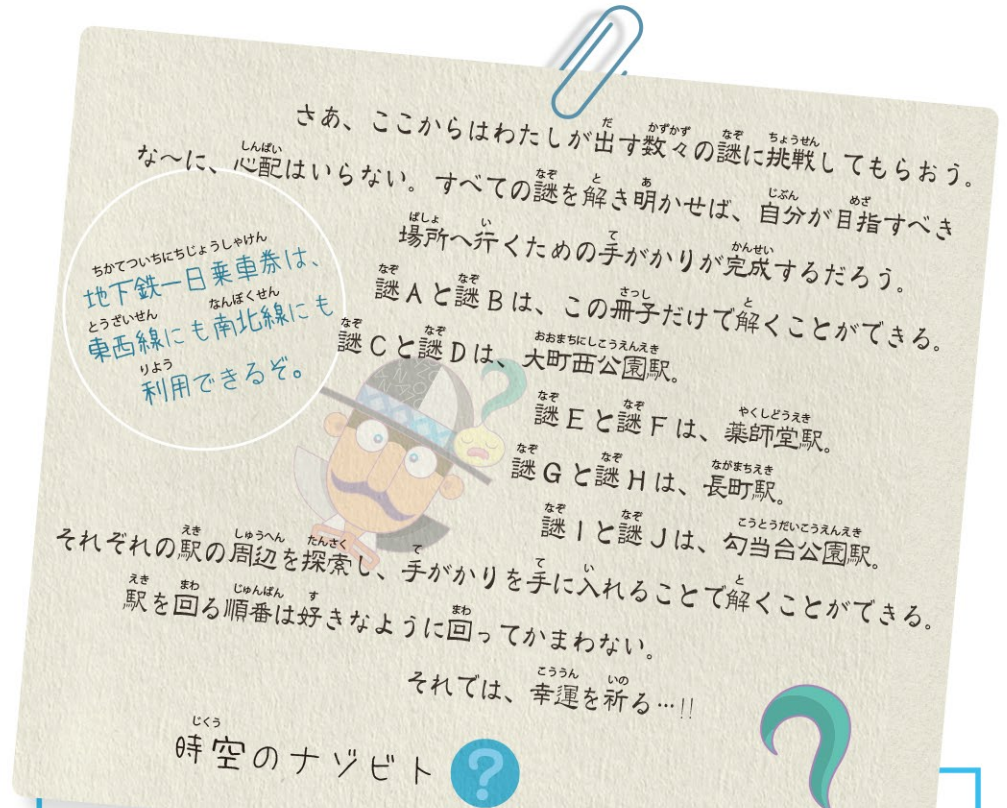 さあ、ここからはわたしが出す数々の謎に挑戦してもらおう。
な〜に、心配はいらない。すべての謎を解き明かせば、自分が目指すべき
場所へ行くための手がかりが完成するだろう。
謎Aと謎Bは、この冊子だけで解くことができる。
謎Cと謎Dは、大町西公園駅。
謎Eと謎Fは、薬師堂駅。
謎Gと謎Hは、長町駅。
謎Iと謎Jは、勾当台公園駅。
それぞれの駅の周辺を探索し、手がかりを手に入れることで解くことができる。
駅を回る順番は好きなように回ってかまわない。
それでは、幸運を祈る…!!
時空のナゾビト
?
地下鉄一日乗車券は、
東西線にも南北線にも
利用できるぞ。